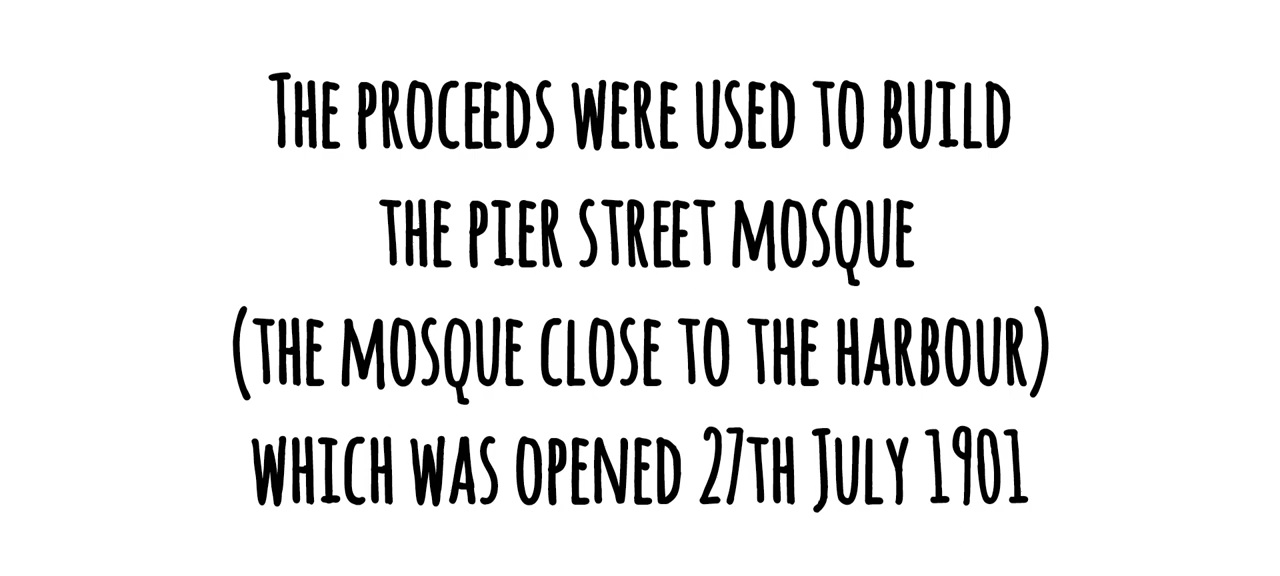 The proceeds were used to build
the pier street mosque
(the mosque close to the harbour)
which was opened 27th July 1901